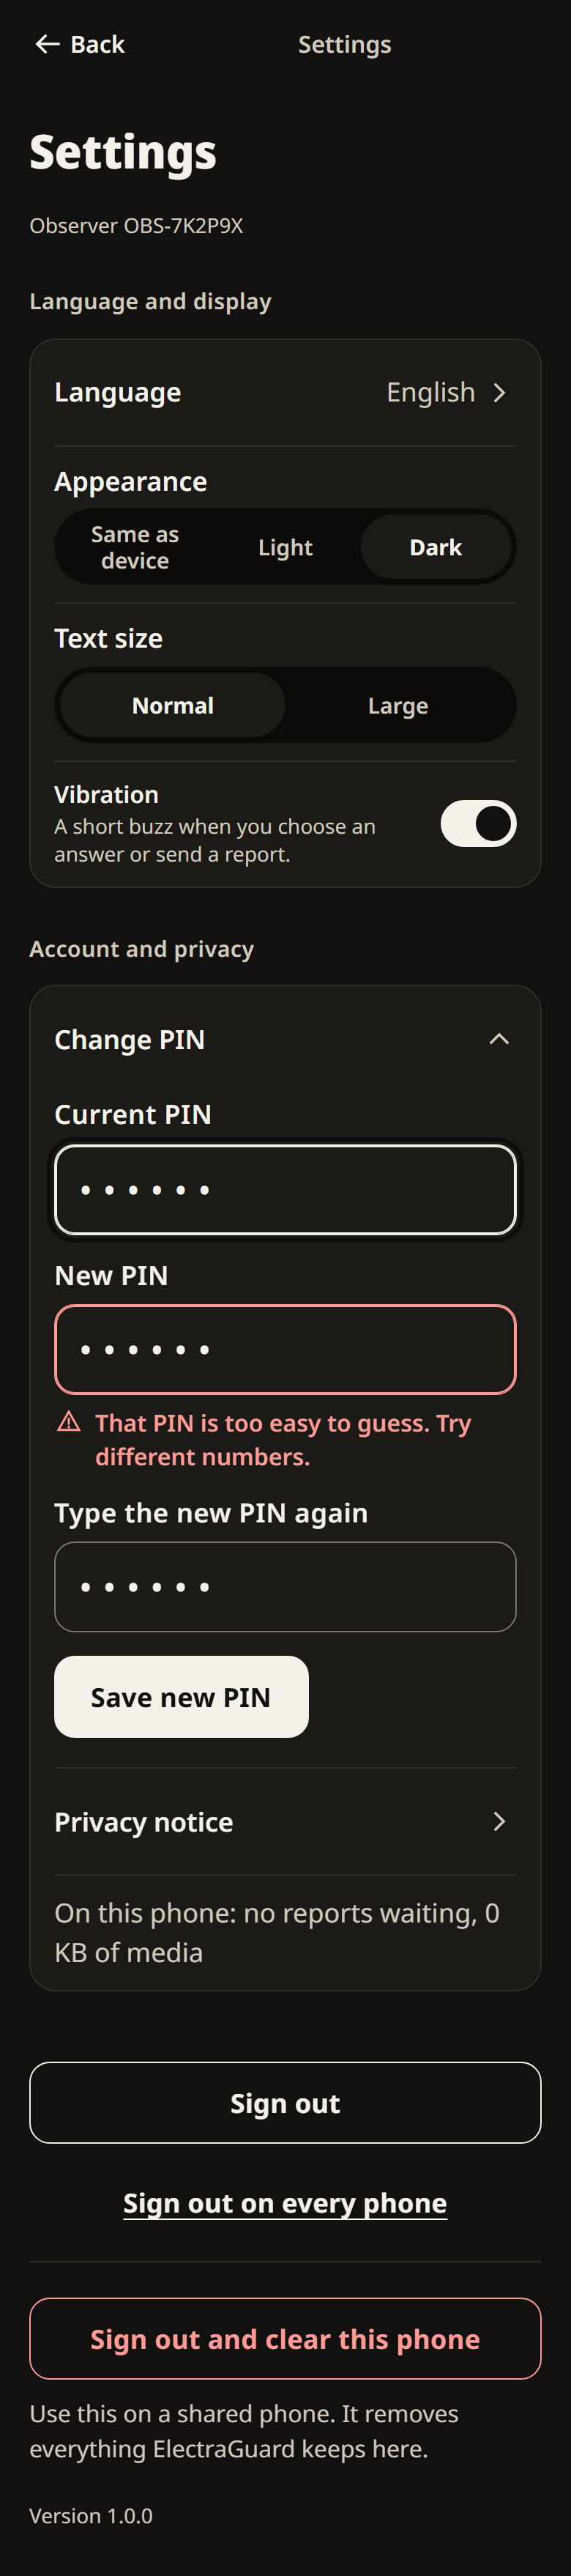 Back
Settings
Settings
Observer OBS-7K2P9X
Language and display
Language
English
Appearance
Same as
device
Light
Dark
Text size
Normal
Large
Vibration
A short buzz when you choose an
answer or send a report.
Account and privacy
Change PIN
Current PIN
••••••
New PIN
••••••
That PIN is too easy to guess. Try
different numbers.
Type the new PIN again
••••••
Save new PIN
Privacy notice
On this phone: no reports waiting, 0
KB of media
Sign out
Sign out on every phone
Sign out and clear this phone
Use this on a shared phone. It removes
everything ElectraGuard keeps here.
Version 1.0.0